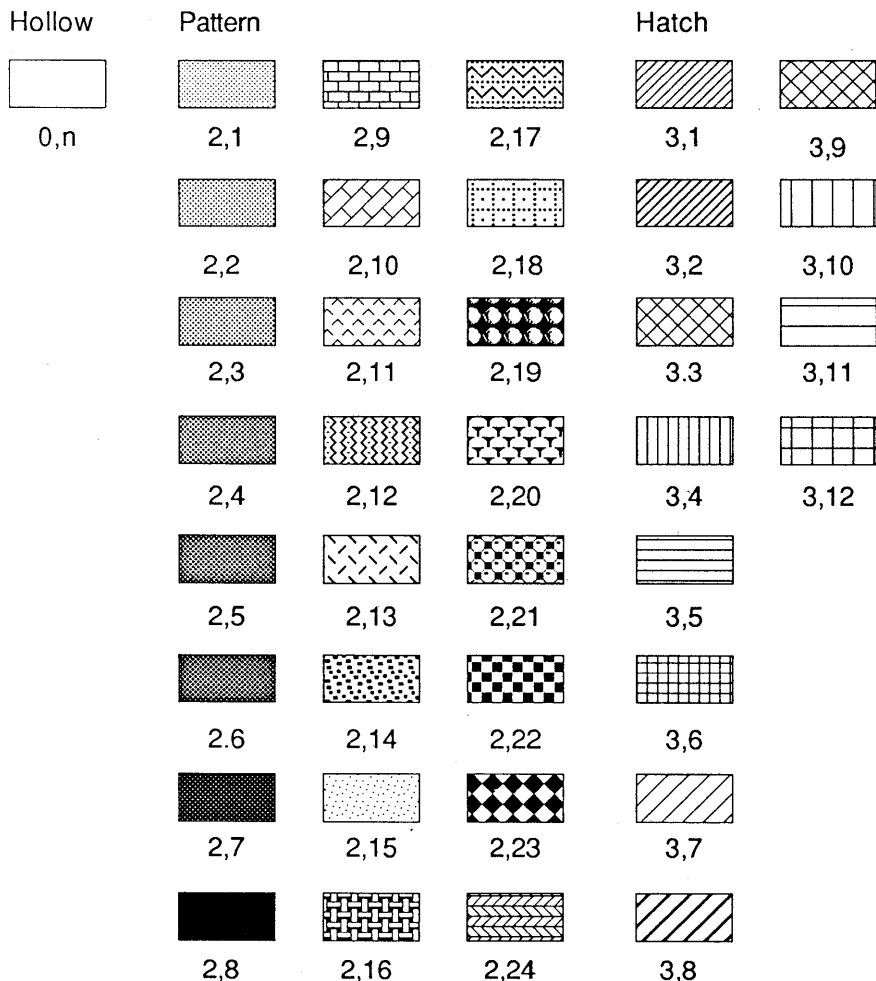 Hollow Pattern Hatch
0,n 2,1 2,9 2,17 3,1 3,9
2,2 2,10 2,18 3,2 3,10
2,3 2,11 2,19 3.3 3,11
2,4 2,12 2,20 3,4 3,12
2,5 2,13 2,21 3,5
2.6 2,14 2,22 3,6
2,7 2,15 2,23 3,7
2,8 2,16 2,24 3,8